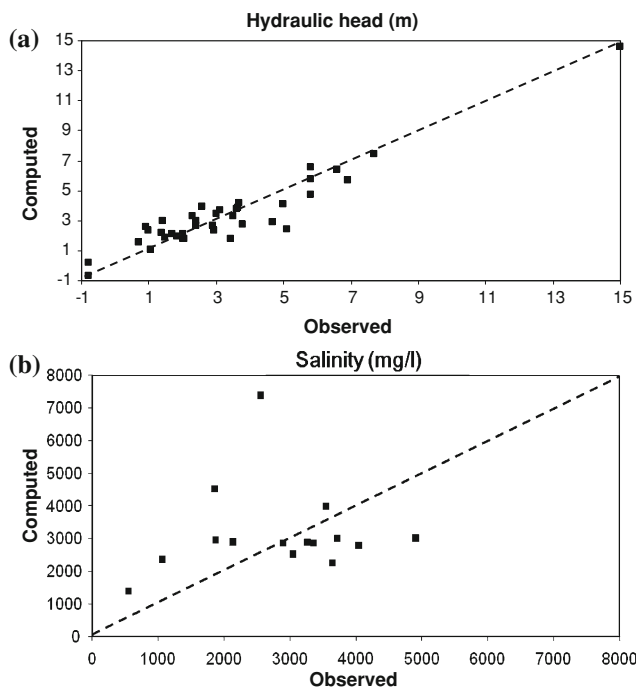 Hydraulic head (m)
(a)
15
13
11
9
7
5
3
1
-1
Computed
-1 1 3 5 7 9 11 13 15
Observed
(b)
Salinity (mg/l)
8000
7000
6000
5000
4000
3000
2000
1000
0
Computed
0 1000 2000 3000 4000 5000 6000 7000 8000
Observed